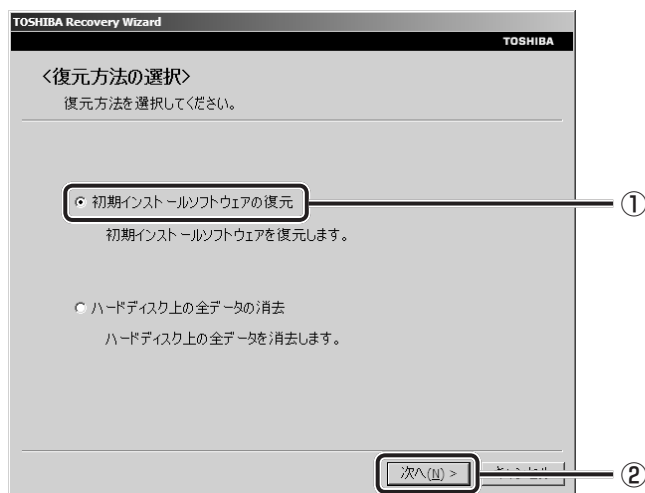 TOSHIBA Recovery Wizard
TOSHIBA
<復元方法の選択>
復元方法を選択してください。
初期インストールソフトウェアの復元
①
初期インストールソフトウェアを復元します。
ハードディスク上の全データの消去
ハードディスク上の全データを消去します。
次へ(N) >
②